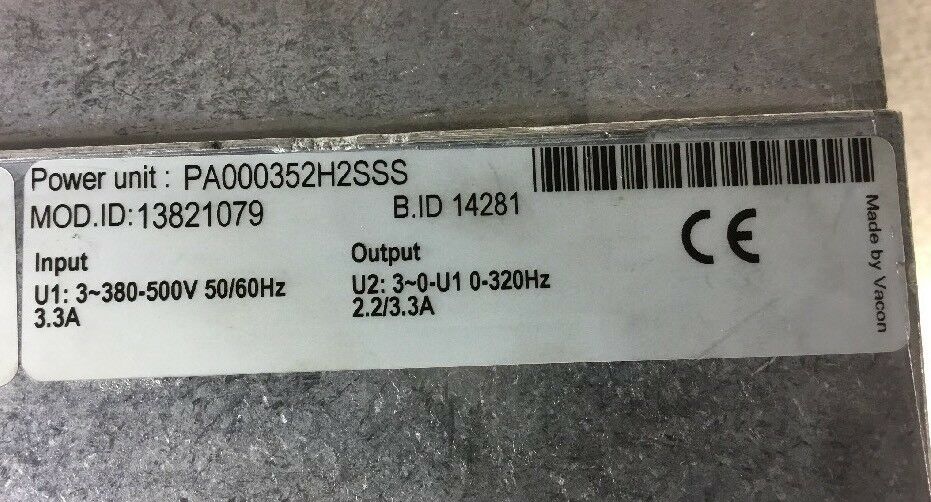 Power unit : PA000352H2SSS
MOD.ID:13821079 B.ID 14281
Input
U1: 3~380-500V 50/60Hz
3.3A
Output
U2: 3~0-U1 0-320Hz
2.2/3.3A
CE
Made by Vacon